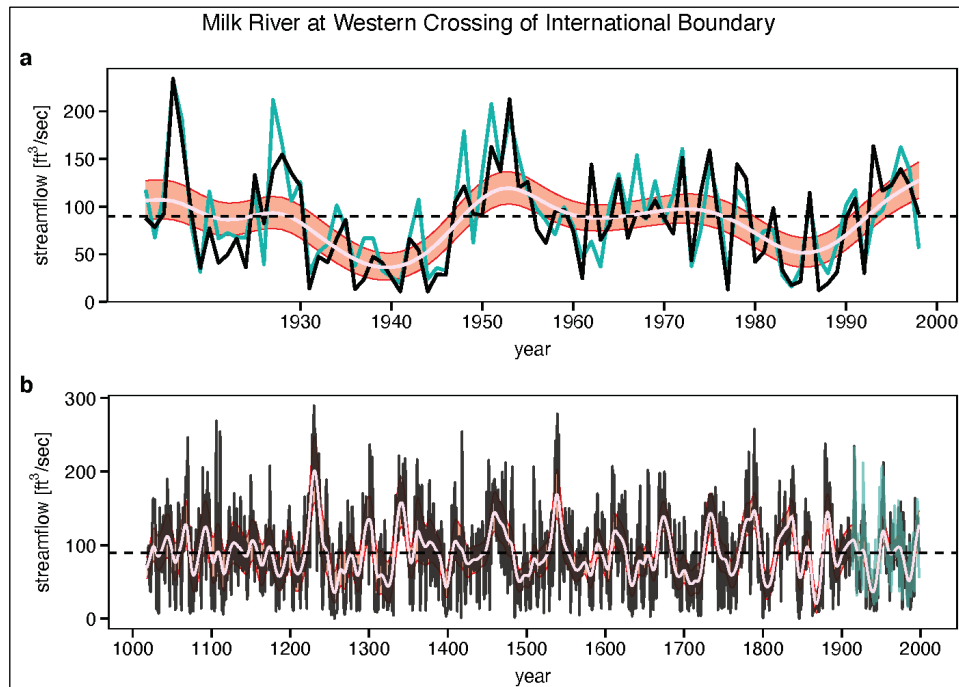 Milk River at Western Crossing of International Boundary
a
streamflow [ft³/sec]
200
150
100
50
0
1930 1940 1950 1960 1970 1980 1990 2000
year
b
streamflow [ft³/sec]
300
200
100
0
1000 1100 1200 1300 1400 1500 1600 1700 1800 1900 2000
year